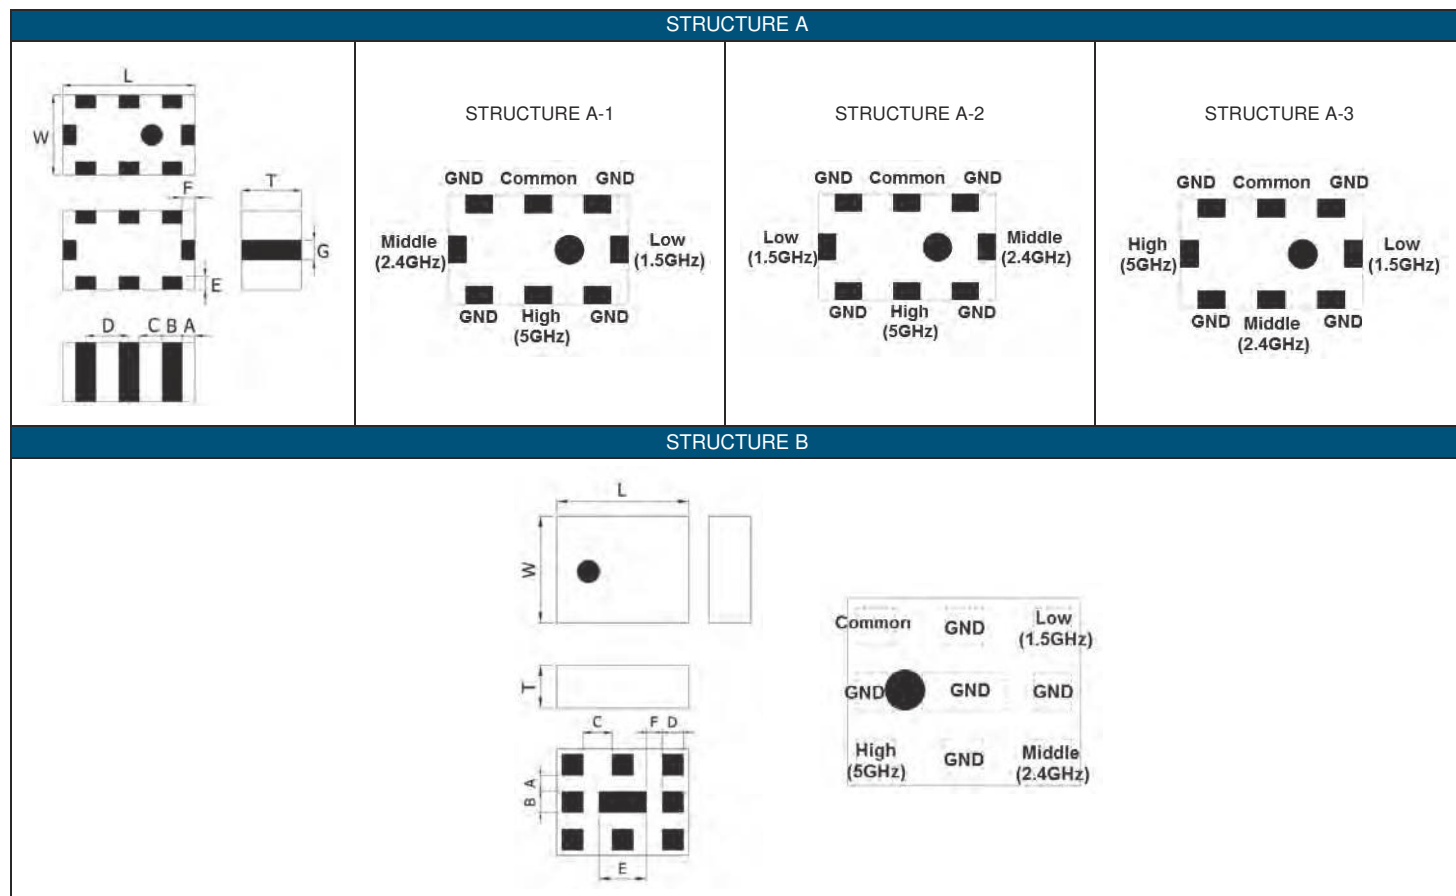 STRUCTURE A
L
W
F
T
G
E
D C B A
STRUCTURE A-1
GND Common GND
Middle
(2.4GHz)
Low
(1.5GHz)
GND High GND
(5GHz)
STRUCTURE A-2
GND Common GND
Low
(1.5GHz)
Middle
(2.4GHz)
GND High GND
(5GHz)
STRUCTURE A-3
GND Common GND
High
(5GHz)
Low
(1.5GHz)
GND Middle GND
(2.4GHz)
STRUCTURE B
L
W
T
C F D
A
B
E
Common GND Low
(1.5GHz)
GND GND GND
High GND Middle
(5GHz) (2.4GHz)